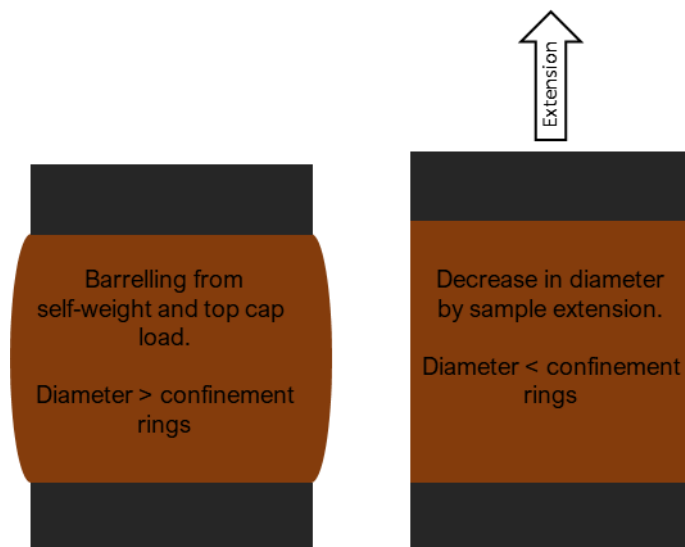 Extension
Barrelling from
self-weight and top cap
load.
Diameter > confinement
rings
Decrease in diameter
by sample extension.
Diameter < confinement
rings